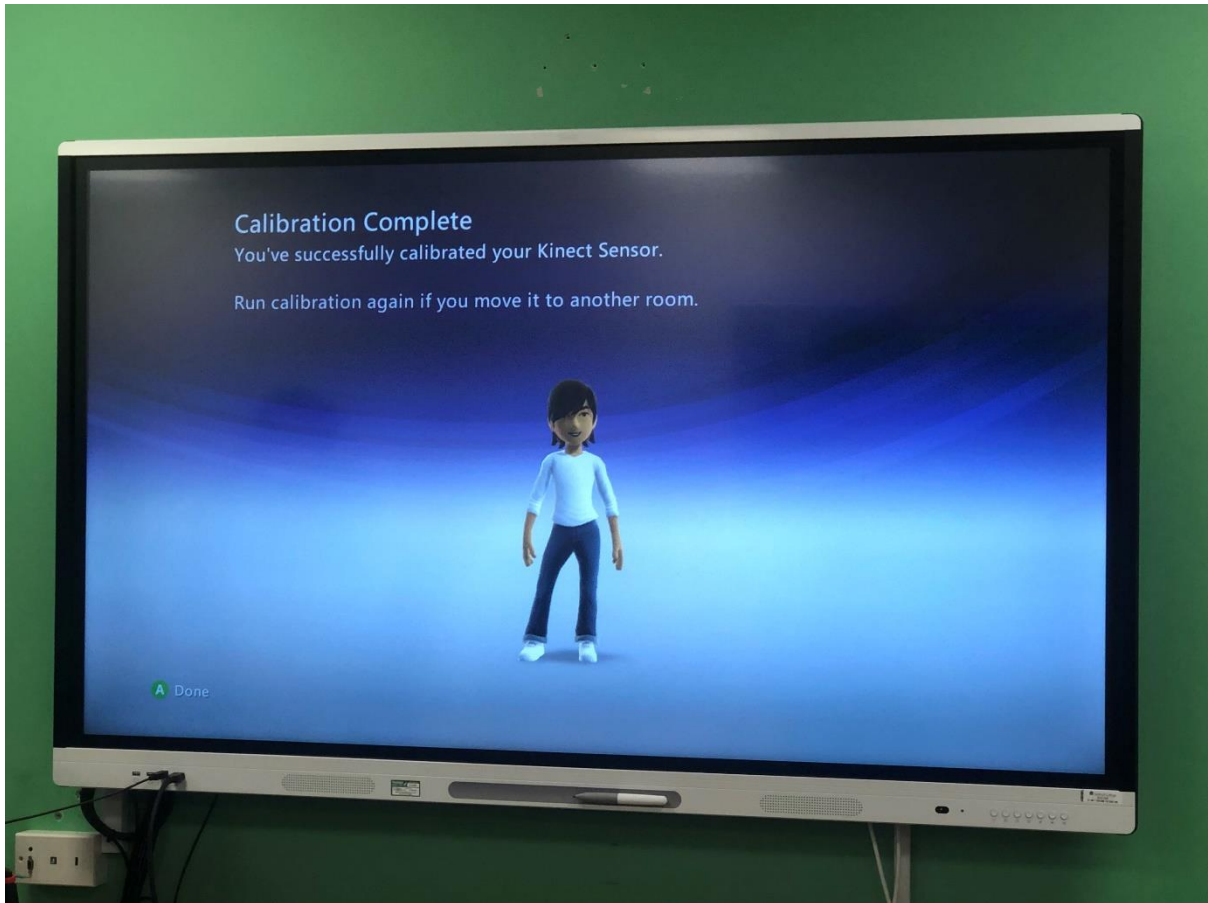 Calibration Complete
You've successfully calibrated your Kinect Sensor.
Run calibration again if you move it to another room.
A Done